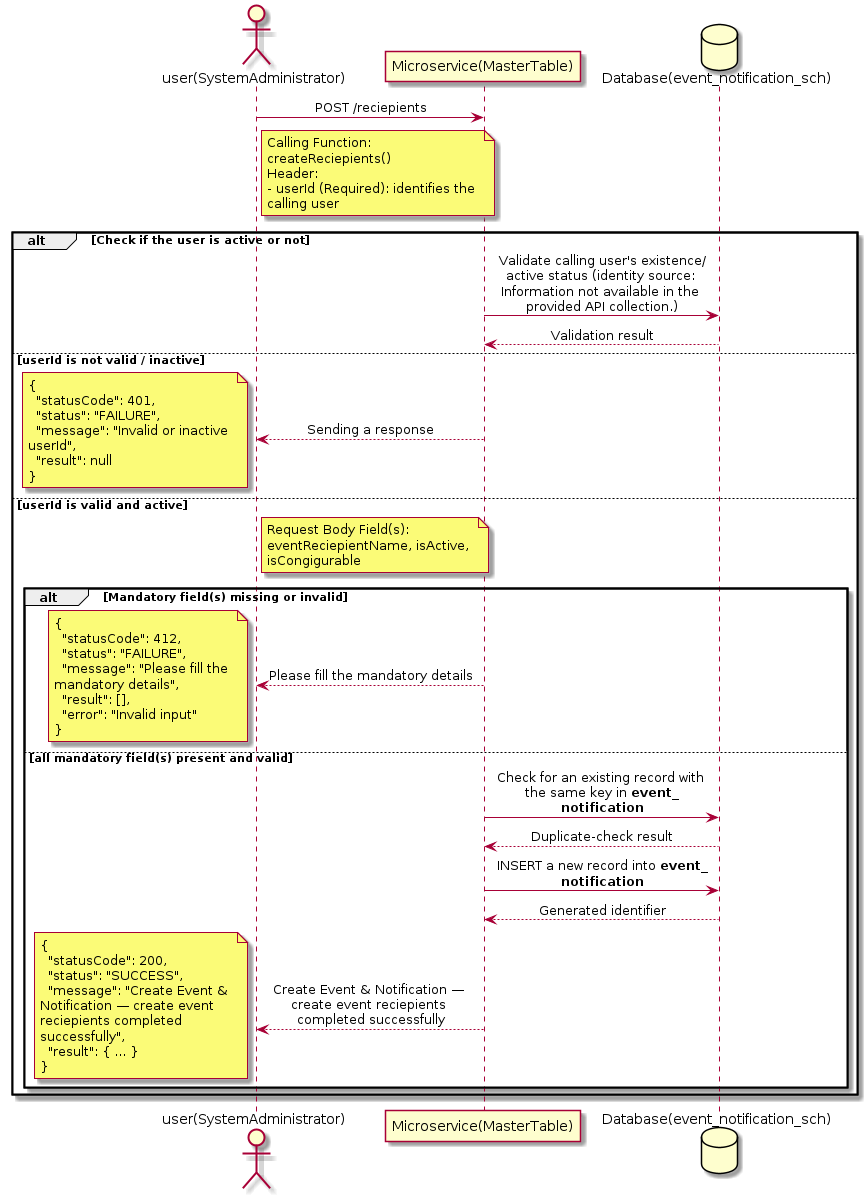 user(SystemAdministrator)
Microservice(MasterTable)
Database(event_notification_sch)
POST /reciepients
Calling Function:
createReciepients()
Header:
- userId (Required): identifies the
calling user
alt
[Check if the user is active or not]
Validate calling user's existence/
active status (identity source:
Information not available in the
provided API collection.)
Validation result
[userId is not valid / inactive]
{
"statusCode": 401,
"status": "FAILURE",
"message": "Invalid or inactive
userId",
"result": null
}
Sending a response
[userId is valid and active]
Request Body Field(s):
eventReciepientName, isActive,
isCongigurable
alt
[Mandatory field(s) missing or invalid]
{
"statusCode": 412,
"status": "FAILURE",
"message": "Please fill the
mandatory details",
"result": [],
"error": "Invalid input"
}
Please fill the mandatory details
[all mandatory field(s) present and valid]
Check for an existing record with
the same key in event_
notification
Duplicate-check result
INSERT a new record into event_
notification
Generated identifier
{
"statusCode": 200,
"status": "SUCCESS",
"message": "Create Event &
Notification — create event
reciepients completed
successfully",
"result": { ... }
}
Create Event & Notification —
create event reciepients
completed successfully
user(SystemAdministrator)
Microservice(MasterTable)
Database(event_notification_sch)